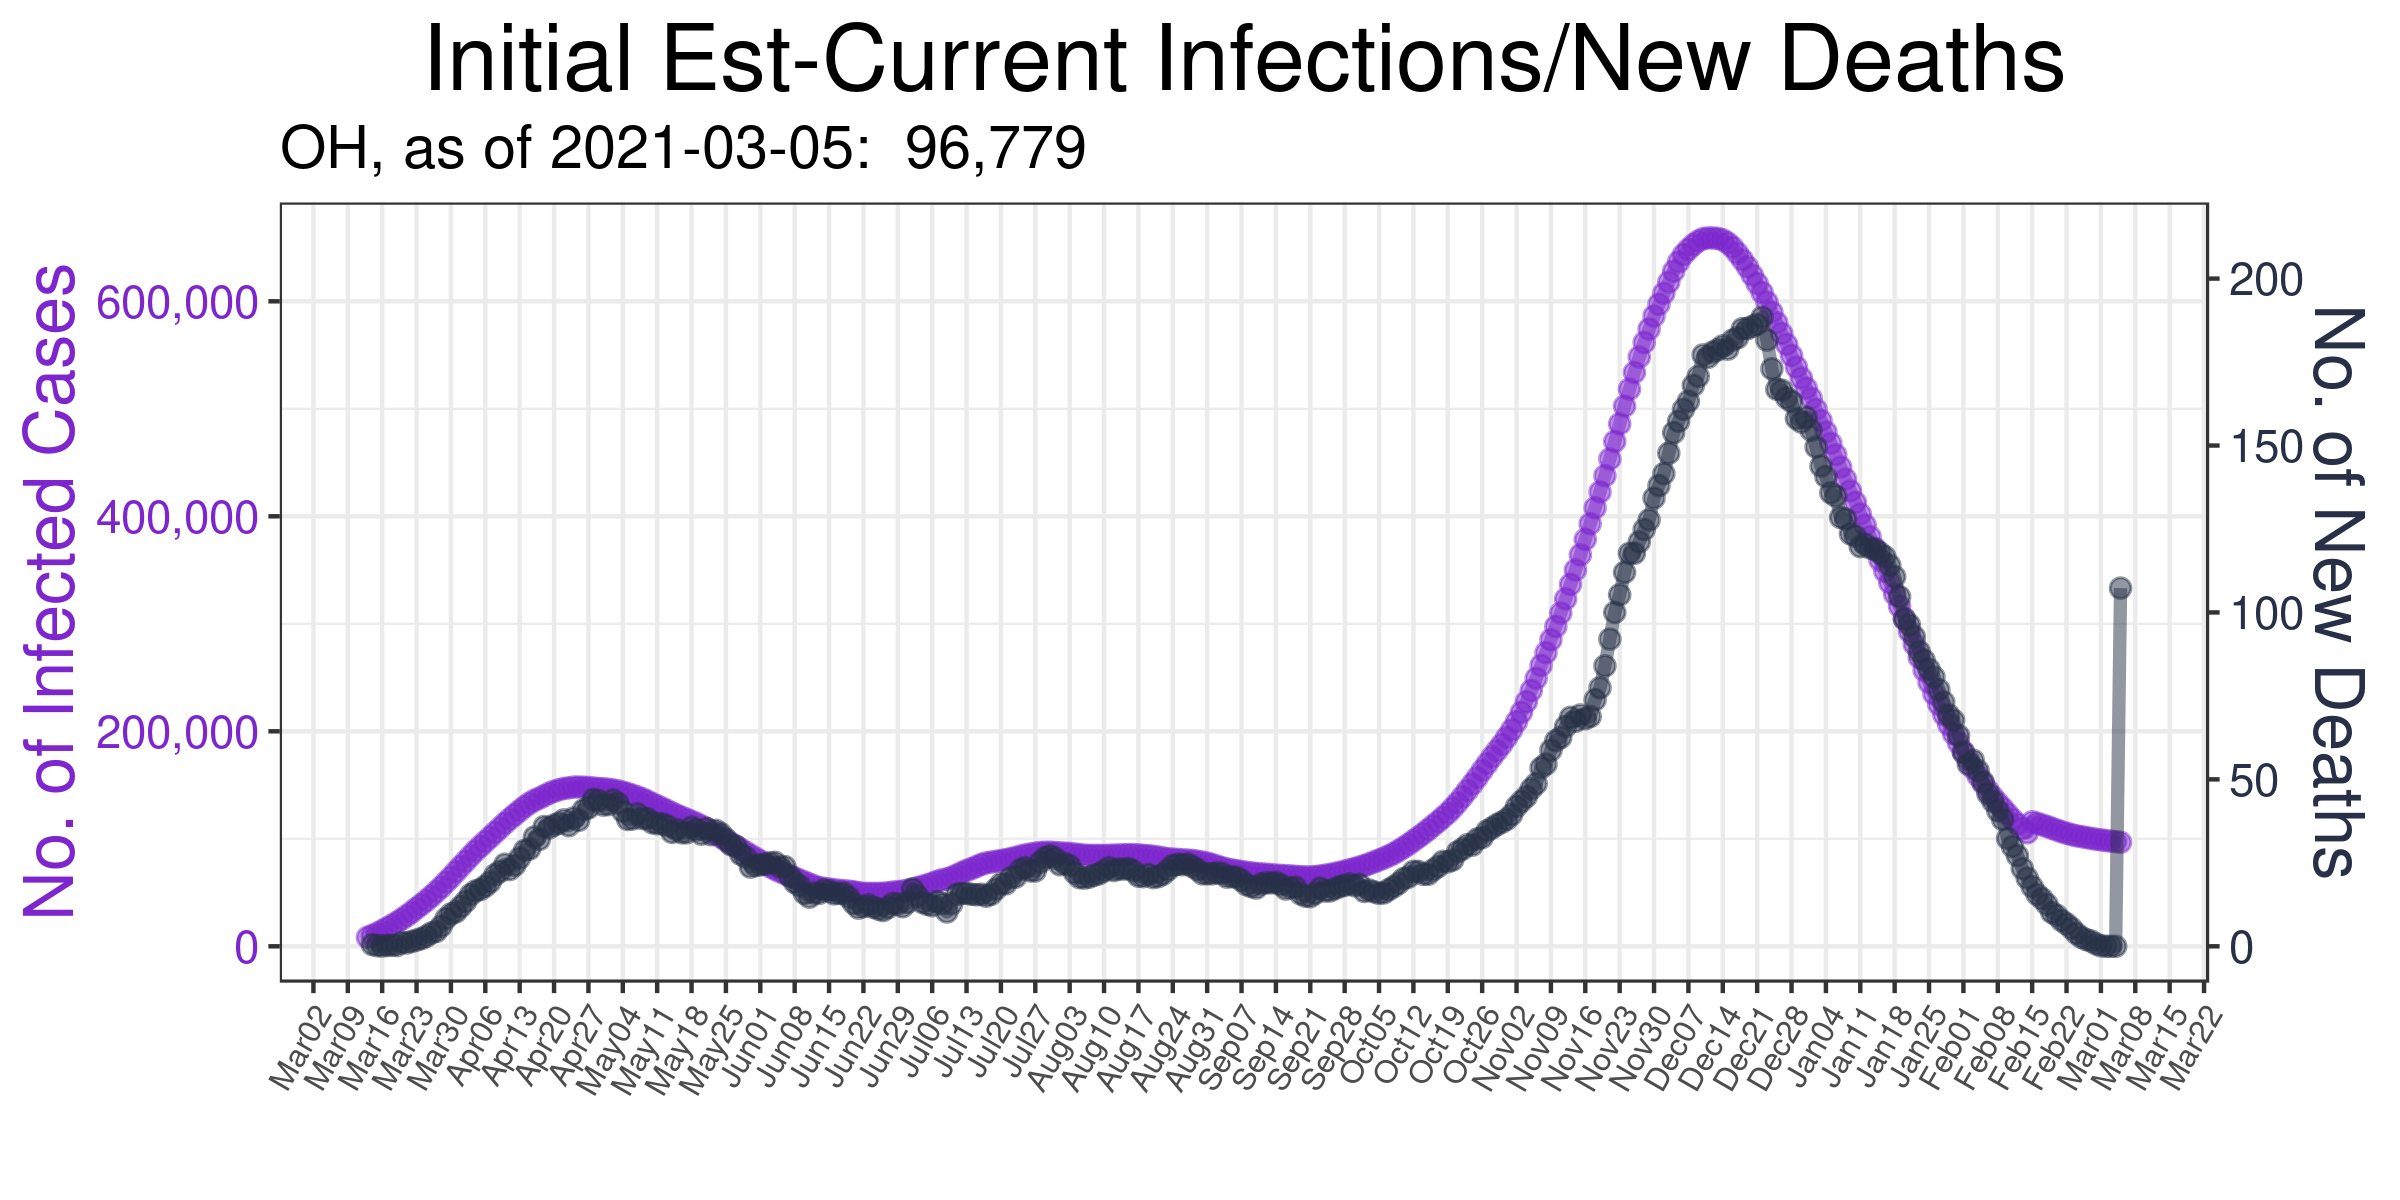 Initial Est-Current Infections/New Deaths
OH, as of 2021-03-05:  96,779
No. of Infected Cases
600,000
400,000
200,000
0
200
150
100
50
0
No. of New Deaths
Mar02
Mar09
Mar16
Mar23
Mar30
Apr06
Apr13
Apr20
Apr27
May04
May11
May18
May25
Jun01
Jun08
Jun15
Jun22
Jun29
Jul06
Jul13
Jul20
Jul27
Aug03
Aug10
Aug17
Aug24
Aug31
Sep07
Sep14
Sep21
Sep28
Oct05
Oct12
Oct19
Oct26
Nov02
Nov09
Nov16
Nov23
Nov30
Dec07
Dec14
Dec21
Dec28
Jan04
Jan11
Jan18
Jan25
Feb01
Feb08
Feb15
Feb22
Mar01
Mar08
Mar15
Mar22